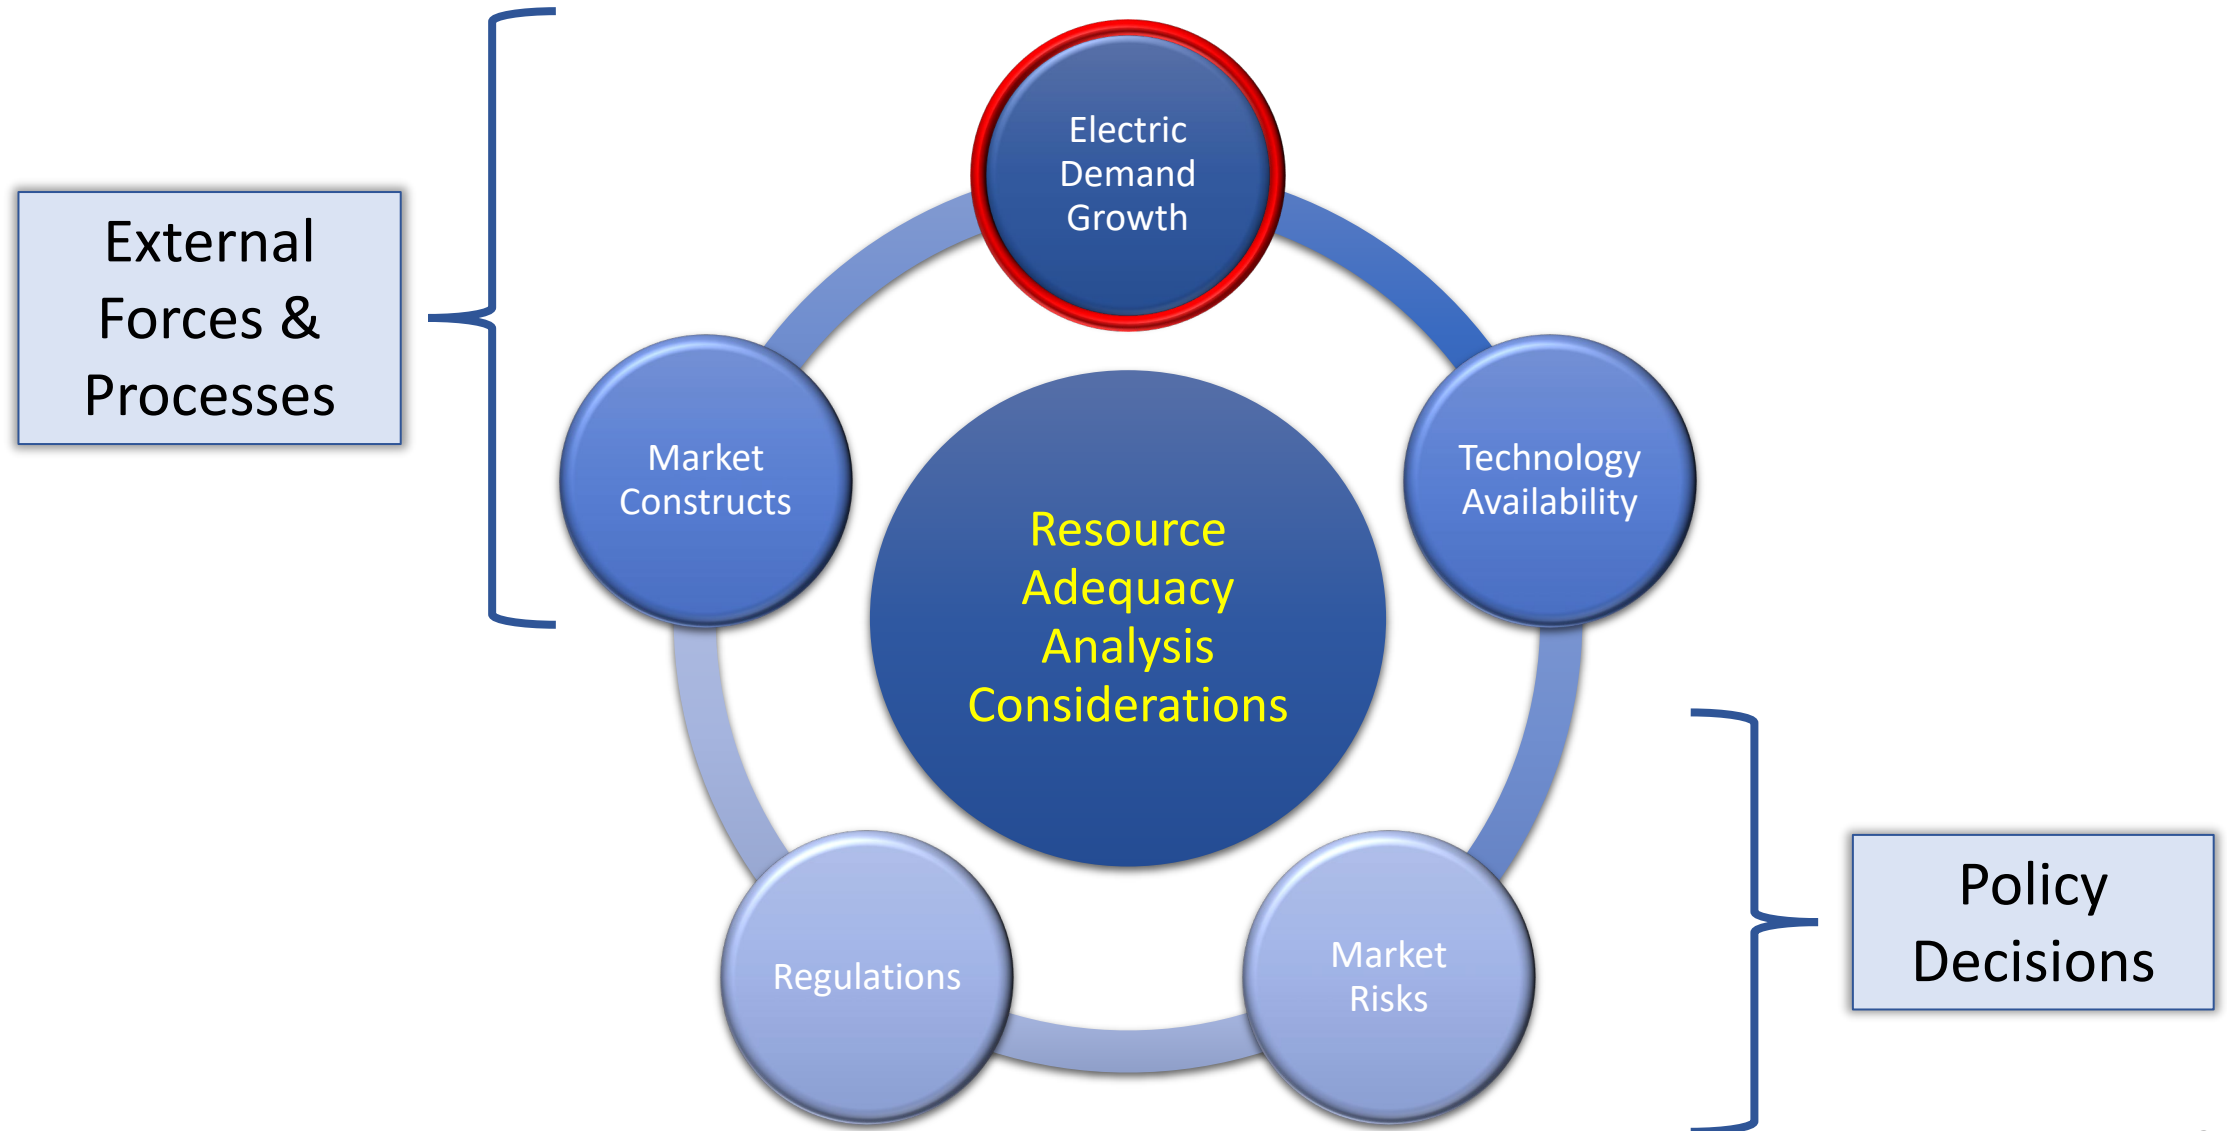 Electric
Demand
Growth
External
Forces &
Processes
Market
Constructs
Technology
Availability
Resource
Adequacy
Analysis
Considerations
Policy
Decisions
Regulations
Market
Risks